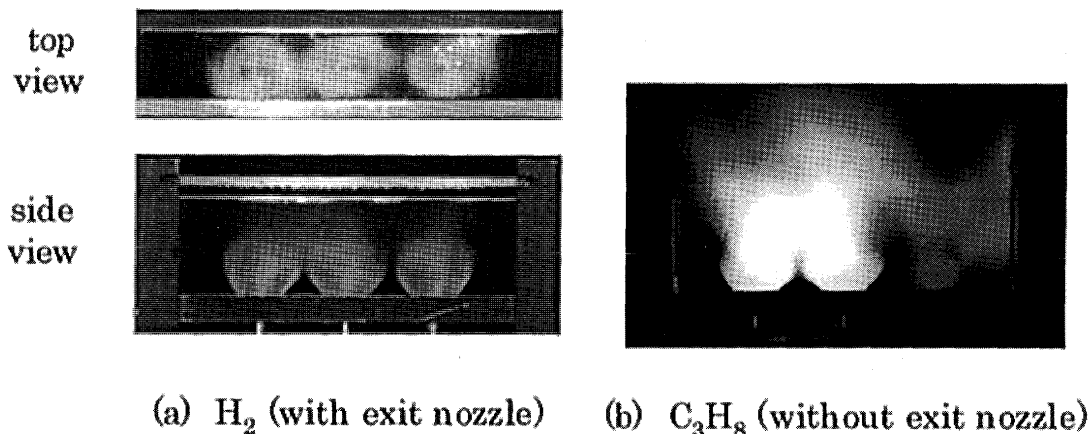 top
view
side
view
(a) H₂ (with exit nozzle)
(b) C₃H₈ (without exit nozzle)